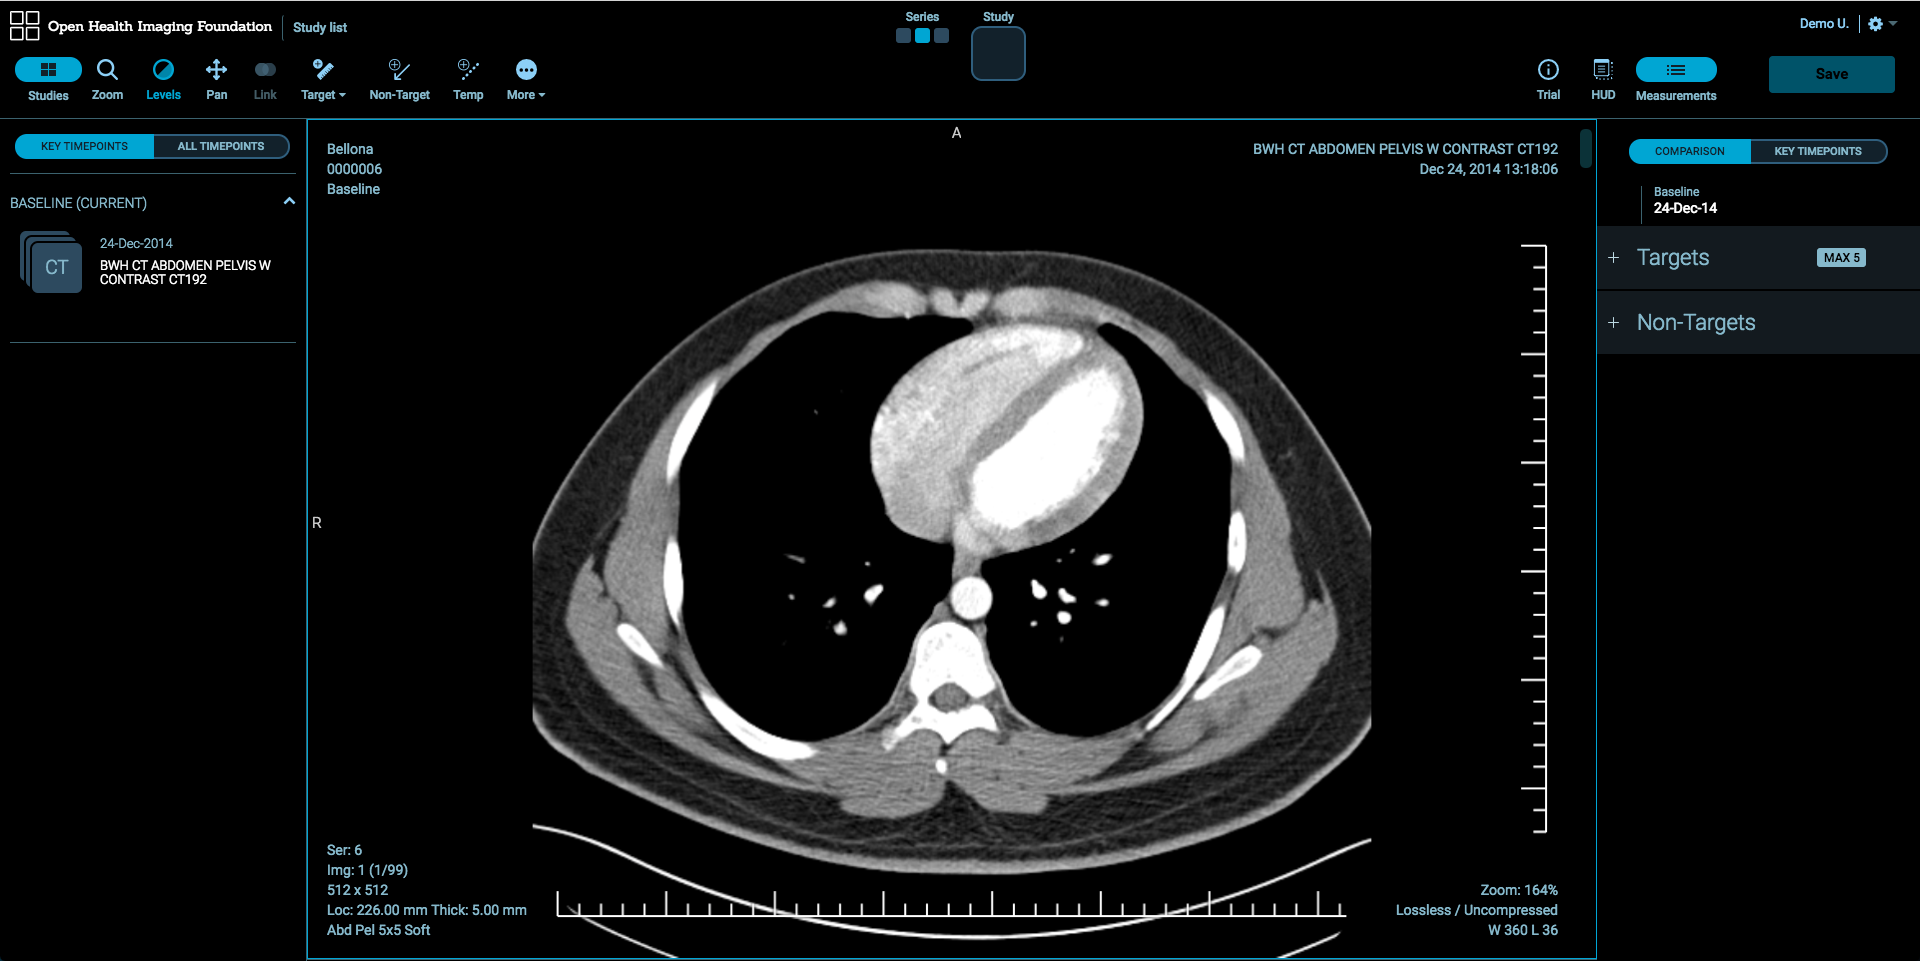 Open Health Imaging Foundation
Study list
Series
Study
Demo U.
Studies
Zoom
Levels
Pan
Link
Target
Non-Target
Temp
More
Trial
HUD
Measurements
Save
KEY TIMEPOINTS
ALL TIMEPOINTS
BASELINE (CURRENT)
CT
24-Dec-2014
BWH CT ABDOMEN PELVIS W
CONTRAST CT192
Bellona
0000006
Baseline
A
BWH CT ABDOMEN PELVIS W CONTRAST CT192
Dec 24, 2014 13:18:06
R
Ser: 6
Img: 1 (1/99)
512 x 512
Loc: 226.00 mm Thick: 5.00 mm
Abd Pel 5x5 Soft
Zoom: 164%
Lossless / Uncompressed
W 360 L 36
COMPARISON
KEY TIMEPOINTS
Baseline
24-Dec-14
+ Targets
MAX 5
+ Non-Targets